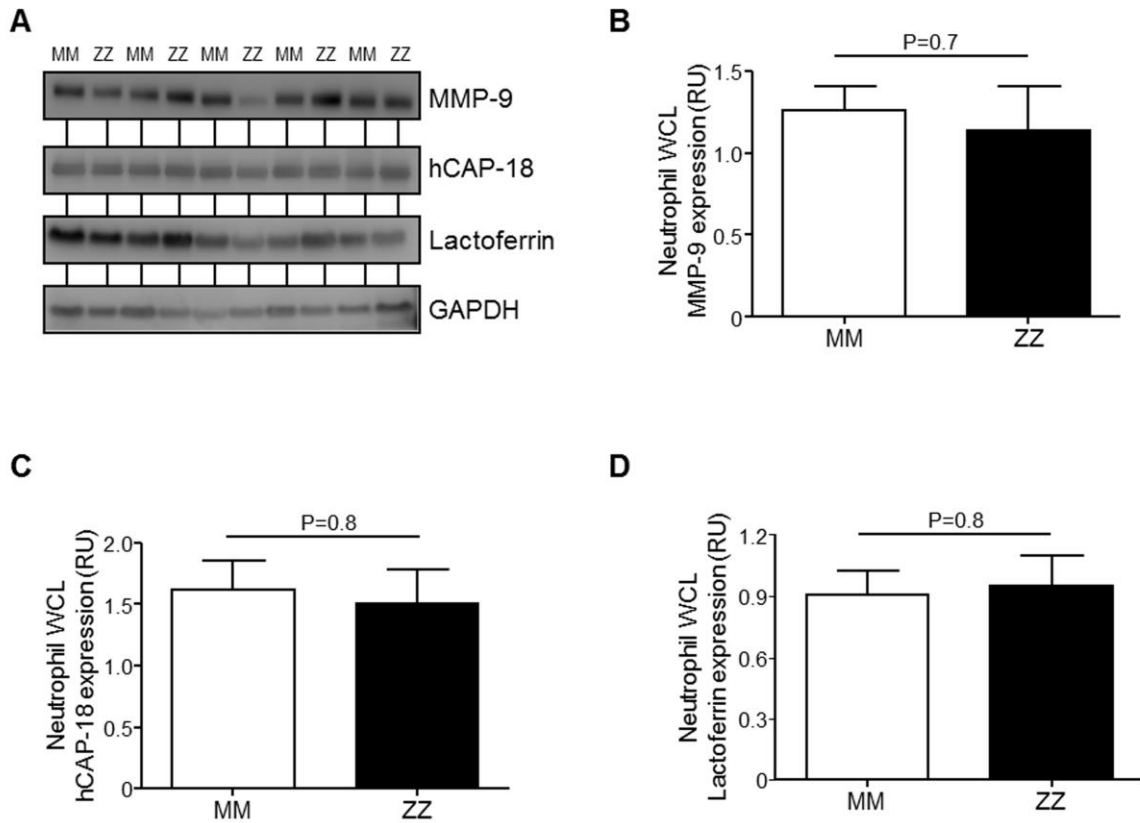 A
MM ZZ MM ZZ MM ZZ MM ZZ MM ZZ
MMP-9
hCAP-18
Lactoferrin
GAPDH
B
P=0.7
Neutrophil WCL
MMP-9 expression (RU)
1.5
1.0
0.5
0
MM ZZ
C
P=0.8
Neutrophil WCL
hCAP-18 expression (RU)
2.0
1.5
1.0
0.5
0
MM ZZ
D
P=0.8
Neutrophil WCL
Lactoferrin expression (RU)
1.2
0.9
0.6
0.3
0
MM ZZ